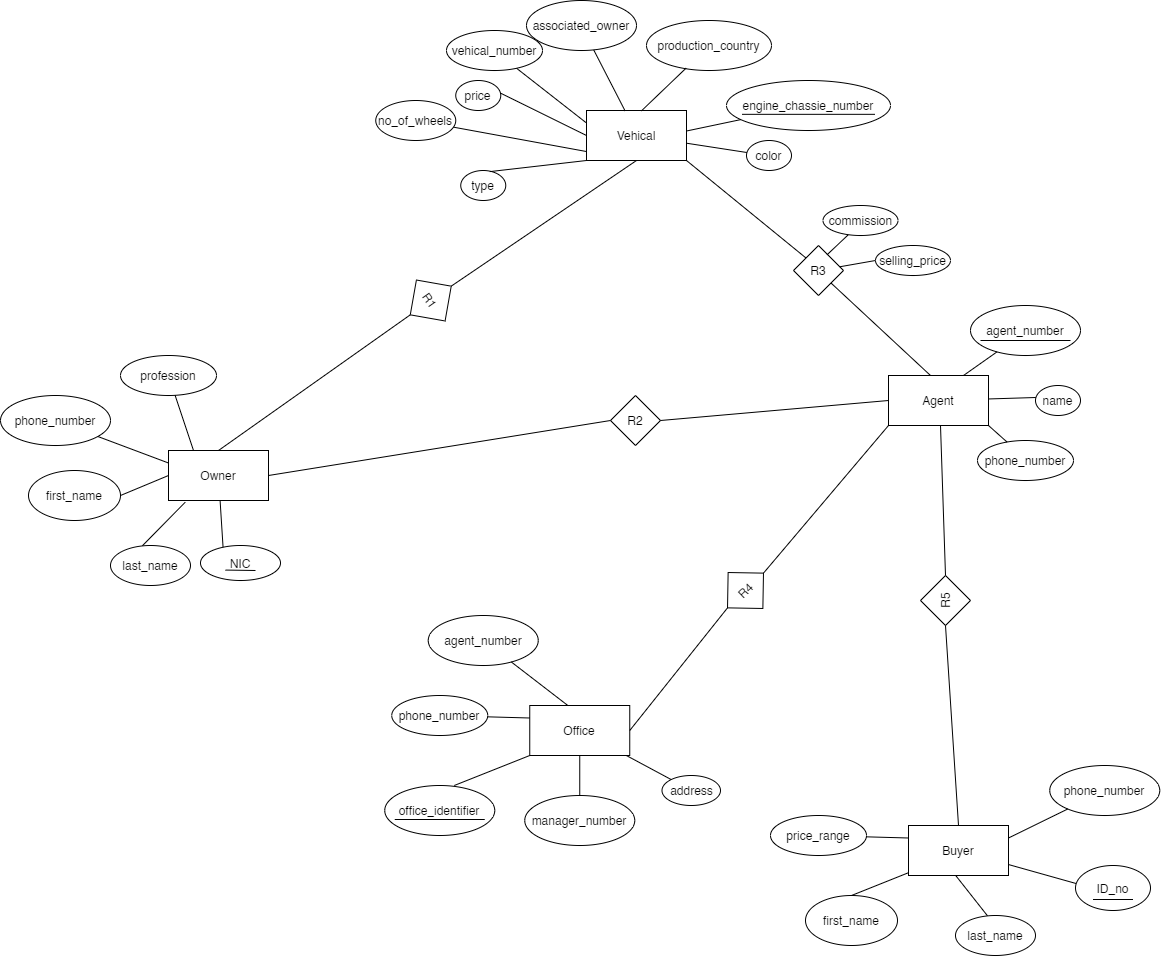 associated_owner
vehical_number
production_country
price
engine_chassie_number
no_of_wheels
Vehical
color
type
commission
R3
selling_price
R1
agent_number
profession
Agent
name
phone_number
R2
phone_number
Owner
first_name
last_name
NIC
R4
R5
agent_number
phone_number
Office
address
phone_number
office_identifier
manager_number
price_range
Buyer
ID_no
first_name
last_name